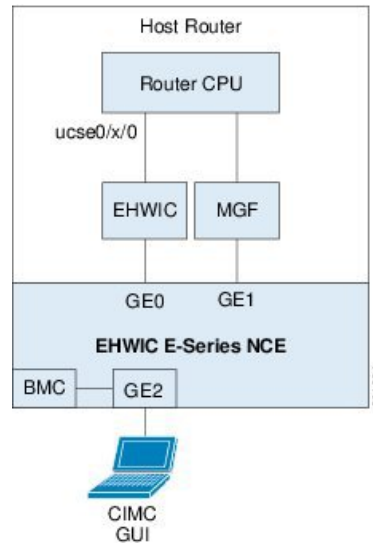 Host Router
Router CPU
ucse0/x/0
EHWIC
MGF
GE0
GE1
EHWIC E-Series NCE
BMC
GE2
CIMC
GUI